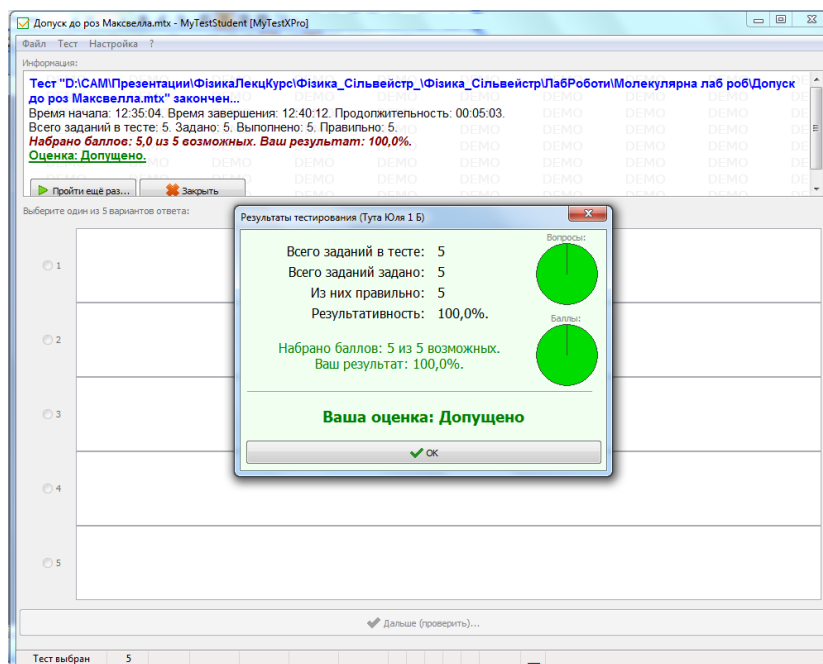 Допуск до роз Максвелла.mtx - MyTestStudent [MyTestXPro]
Файл Тест Настройка ?
Информация:
Тест "D:\САМ\Презентации\ФізикаЛекцКурс\Фізика_Сільвейстр_\Фізика_Сільвейстр\ЛабРоботи\Молекулярна лаб роб\Допуск
до роз Максвелла.mtx" закончен...
Время начала: 12:35:04. Время завершения: 12:40:12. Продолжительность: 00:05:03.
Всего заданий в тесте: 5. Задано: 5. Выполнено: 5. Правильно: 5.
Набрано баллов: 5,0 из 5 возможных. Ваш результат: 100,0%.
Оценка: Допущено.
Пройти ещё раз... Закрыть
Выберите один из 5 вариантов ответа:
Результаты тестирования (Тута Юля 1 Б)
Вопросы:
Всего заданий в тесте: 5
Всего заданий задано: 5
Из них правильно: 5
Результативность: 100,0%.
Баллы:
Набрано баллов: 5 из 5 возможных.
Ваш результат: 100,0%.
Ваша оценка: Допущено
OK
1
2
3
4
5
Дальше (проверить)...
Тест выбран 5